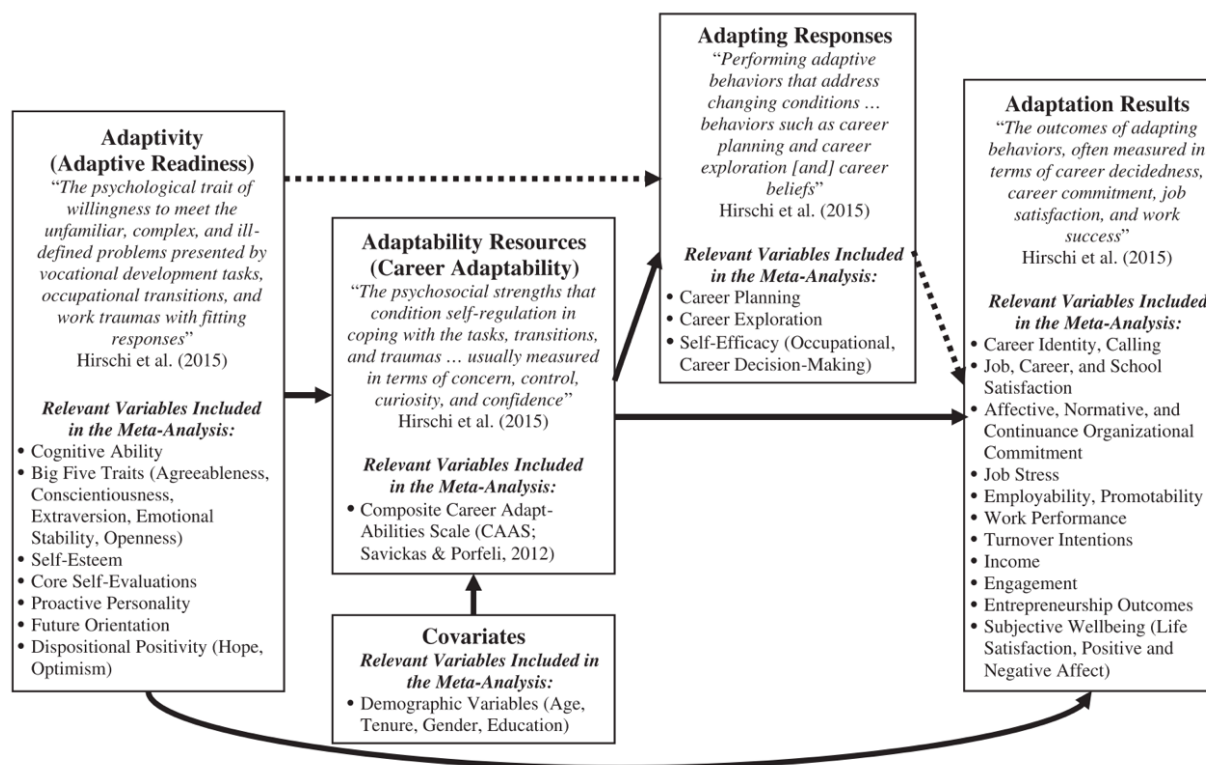 Adaptivity
(Adaptive Readiness)
“The psychological trait of
willingness to meet the
unfamiliar, complex, and ill-
defined problems presented by
vocational development tasks,
occupational transitions, and
work traumas with fitting
responses”
Hirschi et al. (2015)
Relevant Variables Included
in the Meta-Analysis:
• Cognitive Ability
• Big Five Traits (Agreeableness,
Conscientiousness,
Extraversion, Emotional
Stability, Openness)
• Self-Esteem
• Core Self-Evaluations
• Proactive Personality
• Future Orientation
• Dispositional Positivity (Hope,
Optimism)
Adaptability Resources
(Career Adaptability)
“The psychosocial strengths that
condition self-regulation in
coping with the tasks, transitions,
and traumas … usually measured
in terms of concern, control,
curiosity, and confidence”
Hirschi et al. (2015)
Relevant Variables Included
in the Meta-Analysis:
• Composite Career Adapt-
Abilities Scale (CAAS;
Savickas & Porfeli, 2012)
Covariates
Relevant Variables Included in
the Meta-Analysis:
• Demographic Variables (Age,
Tenure, Gender, Education)
Adapting Responses
“Performing adaptive
behaviors that address
changing conditions …
behaviors such as career
planning and career
exploration [and] career
beliefs”
Hirschi et al. (2015)
Relevant Variables Included
in the Meta-Analysis:
• Career Planning
• Career Exploration
• Self-Efficacy (Occupational,
Career Decision-Making)
Adaptation Results
“The outcomes of adapting
behaviors, often measured in
terms of career decidedness,
career commitment, job
satisfaction, and work
success”
Hirschi et al. (2015)
Relevant Variables Included
in the Meta-Analysis:
• Career Identity, Calling
• Job, Career, and School
Satisfaction
• Affective, Normative, and
Continuance Organizational
Commitment
• Job Stress
• Employability, Promotability
• Work Performance
• Turnover Intentions
• Income
• Engagement
• Entrepreneurship Outcomes
• Subjective Wellbeing (Life
Satisfaction, Positive and
Negative Affect)